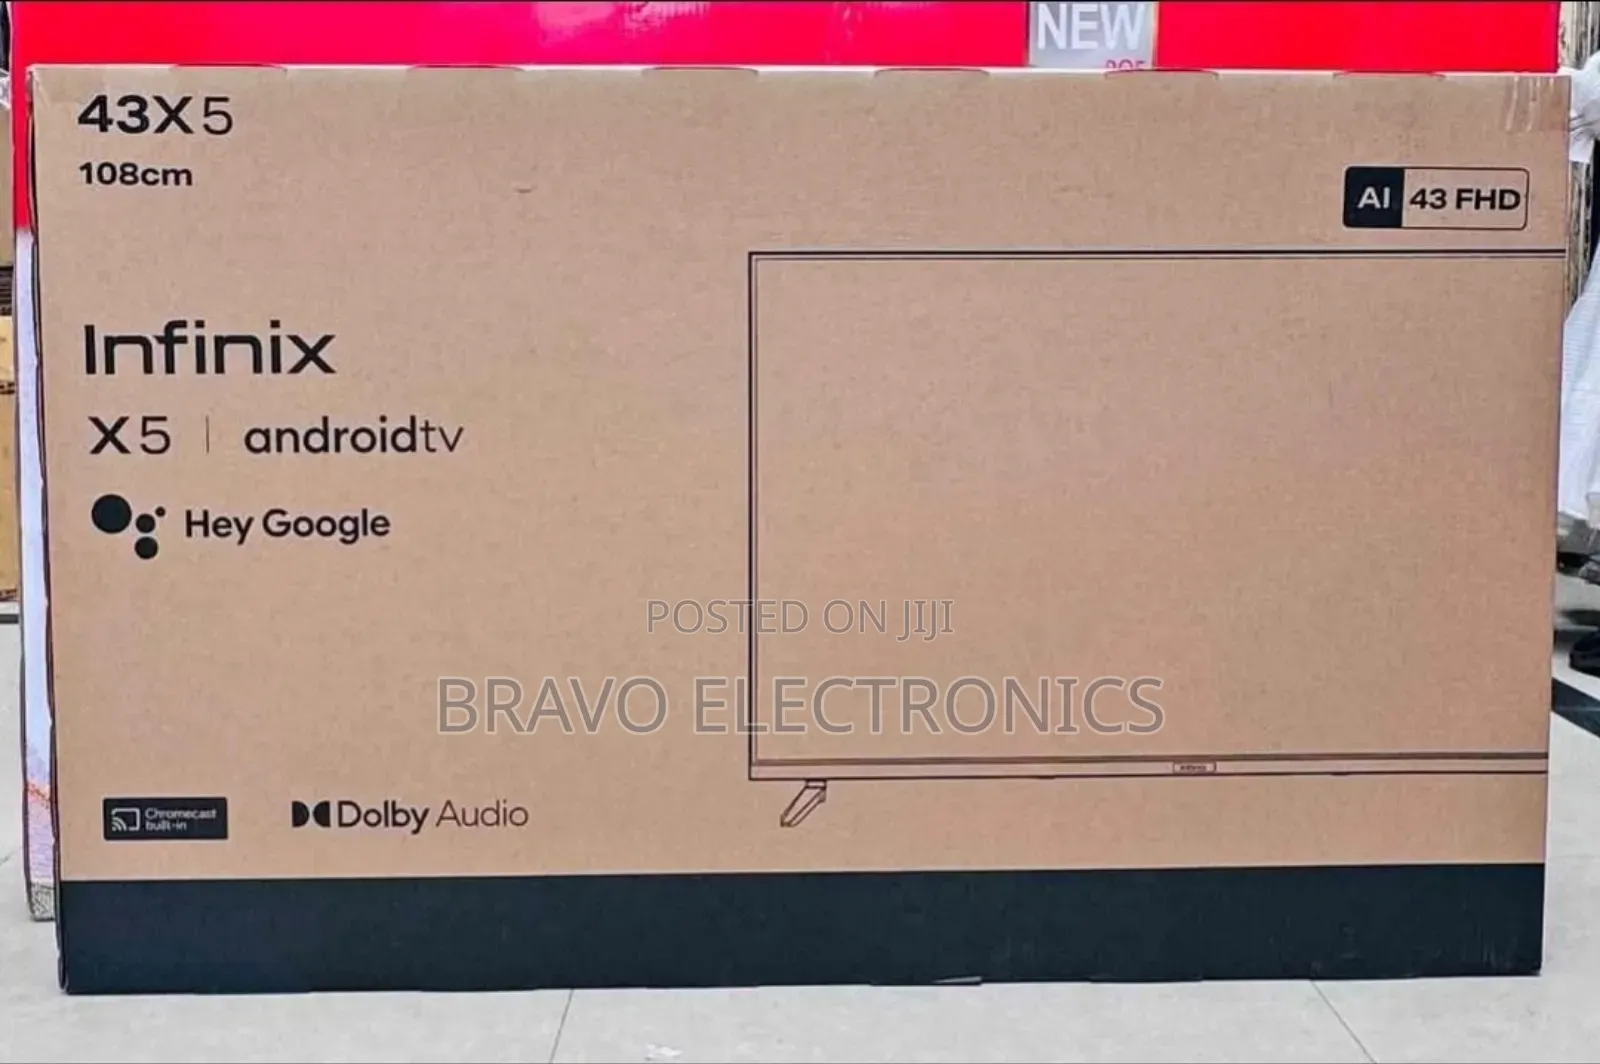 NEW
43X5
108cm
AI 43 FHD
Infinix
X5 | androidtv
Hey Google
POSTED ON JIJI
BRAVO ELECTRONICS
Chromecast
built-in
Dolby Audio
Infinix